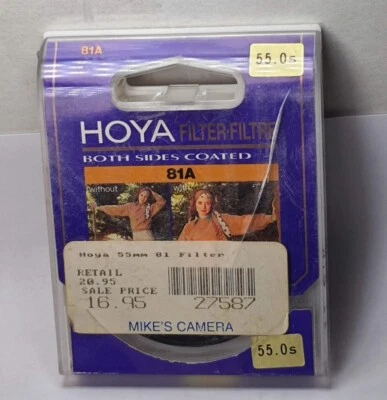 81A
55.0s
HOYA FILTER-FILTRE
BOTH SIDES COATED
81A
without with
Hoya 55mm 81 Filter
RETAIL
20.95
SALE PRICE
16.95 27587
MIKE'S CAMERA
55.0s